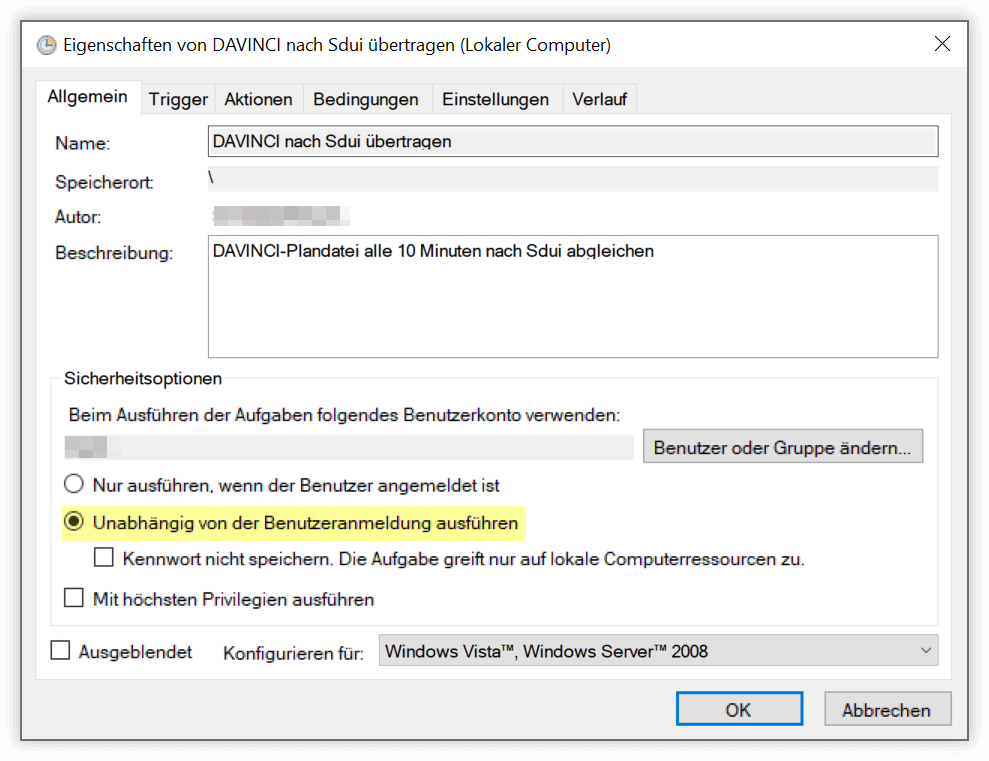 Eigenschaften von DAVINCI nach Sdui übertragen (Lokaler Computer)
Allgemein Trigger Aktionen Bedingungen Einstellungen Verlauf
Name: DAVINCI nach Sdui übertragen
Speicherort: \
Autor:
Beschreibung: DAVINCI-Plandatei alle 10 Minuten nach Sdui abgleichen
Sicherheitsoptionen
Beim Ausführen der Aufgaben folgendes Benutzerkonto verwenden:
Benutzer oder Gruppe ändern...
Nur ausführen, wenn der Benutzer angemeldet ist
Unabhängig von der Benutzeranmeldung ausführen
Kennwort nicht speichern. Die Aufgabe greift nur auf lokale Computerressourcen zu.
Mit höchsten Privilegien ausführen
Ausgeblendet Konfigurieren für: Windows Vista™, Windows Server™ 2008
OK Abbrechen